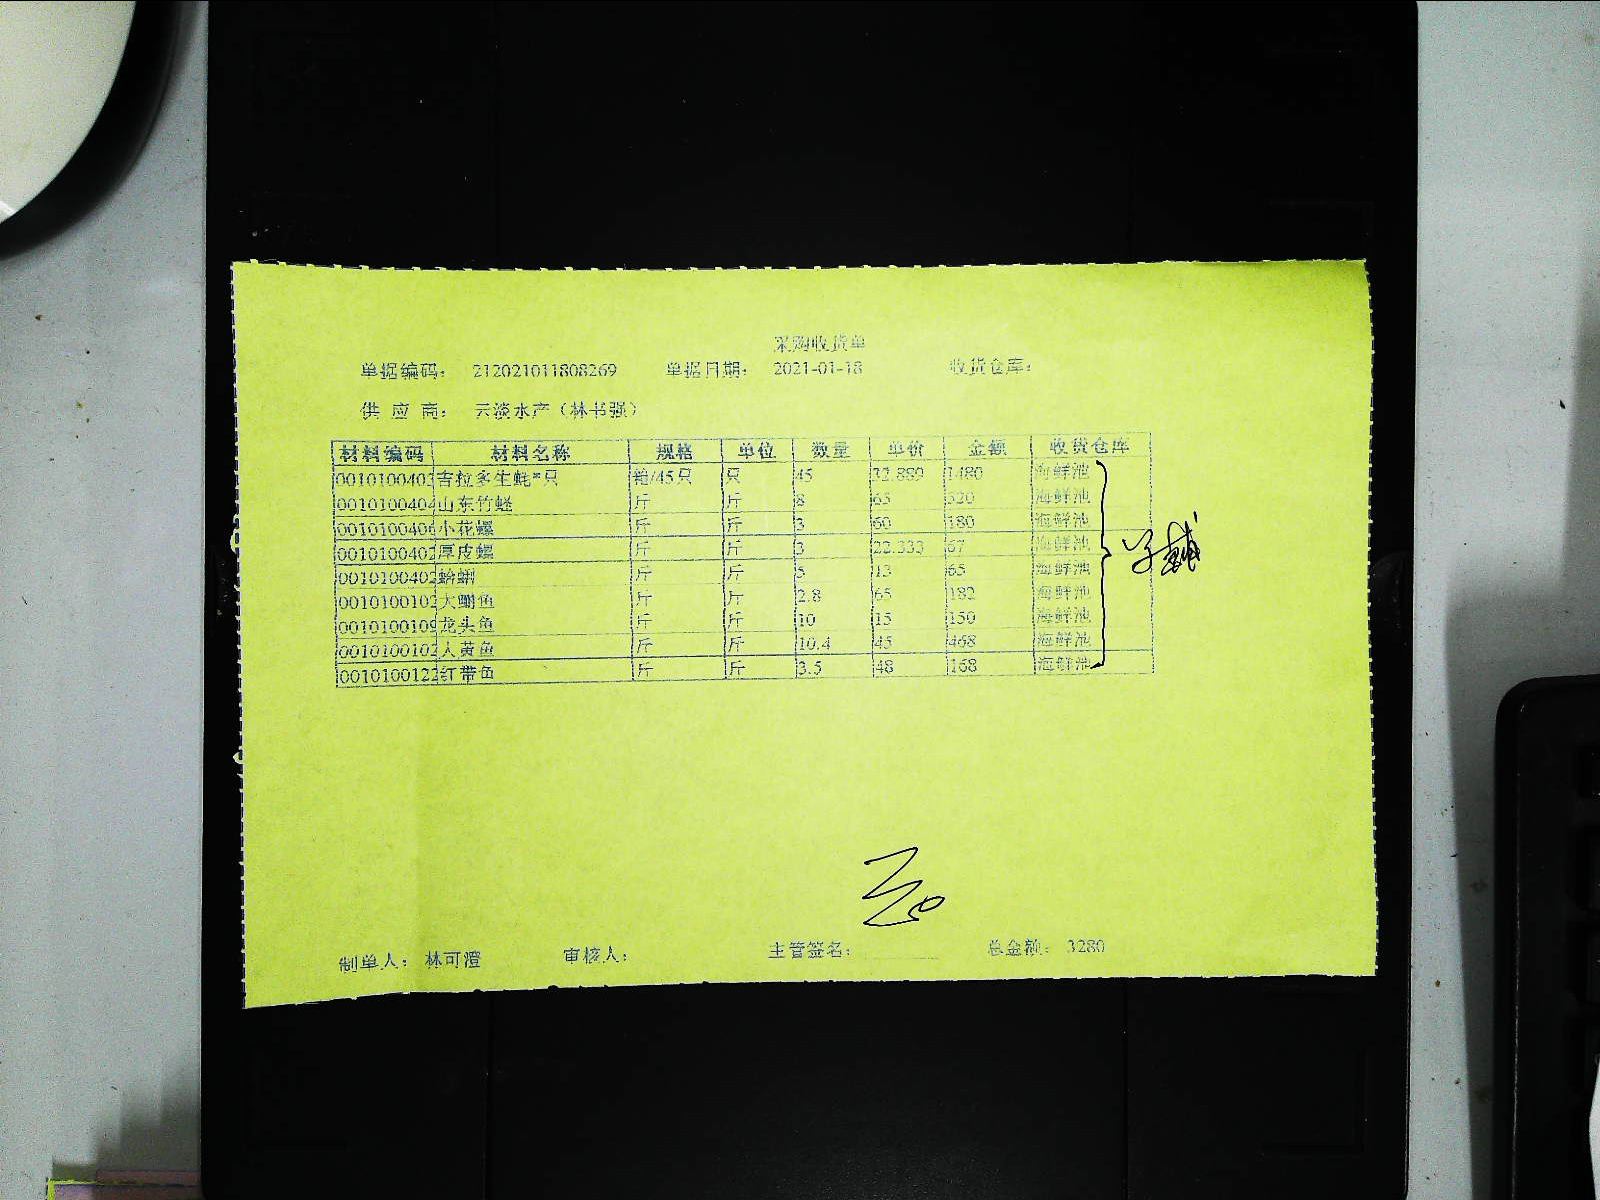 采购收货单
单据编码： 212021011808269 单据日期： 2021-01-18 收货仓库：
供 应 商： 云淡水产（林书强）
材料编码 材料名称 规格 单位 数量 单价 金额 收货仓库
0010100403 吉拉多生蚝*只 箱/45只 只 45 32.889 1480 海鲜池
0010100404 山东竹蛏 斤 斤 8 65 520 海鲜池
0010100406 小花螺 斤 斤 3 60 180 海鲜池
0010100402 厚皮螺 斤 斤 3 22.333 67 海鲜池
0010100402 蛤蜊 斤 斤 5 13 65 海鲜池
0010100102 大鲳鱼 斤 斤 2.8 65 182 海鲜池
0010100109 龙头鱼 斤 斤 10 15 150 海鲜池
0010100102 大黄鱼 斤 斤 10.4 45 468 海鲜池
0010100122 红带鱼 斤 斤 3.5 48 168 海鲜池
制单人： 林可澄 审核人： 主管签名： 总金额： 3280